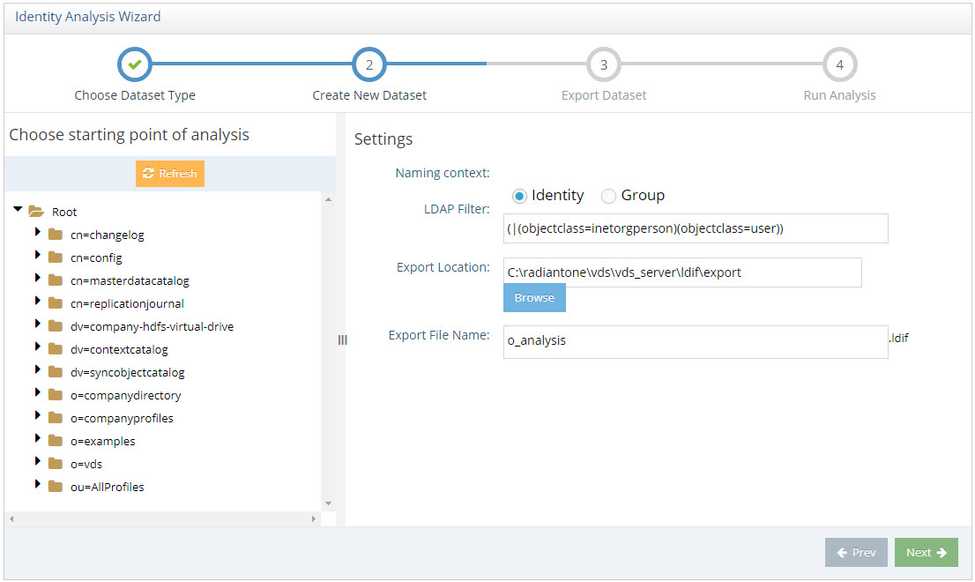 Identity Analysis Wizard
2
3
4
Choose Dataset Type
Create New Dataset
Export Dataset
Run Analysis
Choose starting point of analysis
Refresh
Root
cn=changelog
cn=config
cn=masterdatacatalog
cn=replicationjournal
dv=company-hdfs-virtual-drive
dv=contextcatalog
dv=syncobjectcatalog
o=companydirectory
o=companyprofiles
o=examples
o=vds
ou=AllProfiles
Settings
Naming context:
Identity Group
LDAP Filter:
(|(objectclass=inetorgperson)(objectclass=user))
Export Location:
C:\radiantone\vds\vds_server\ldif\export
Browse
Export File Name:
o_analysis
.ldif
Prev
Next